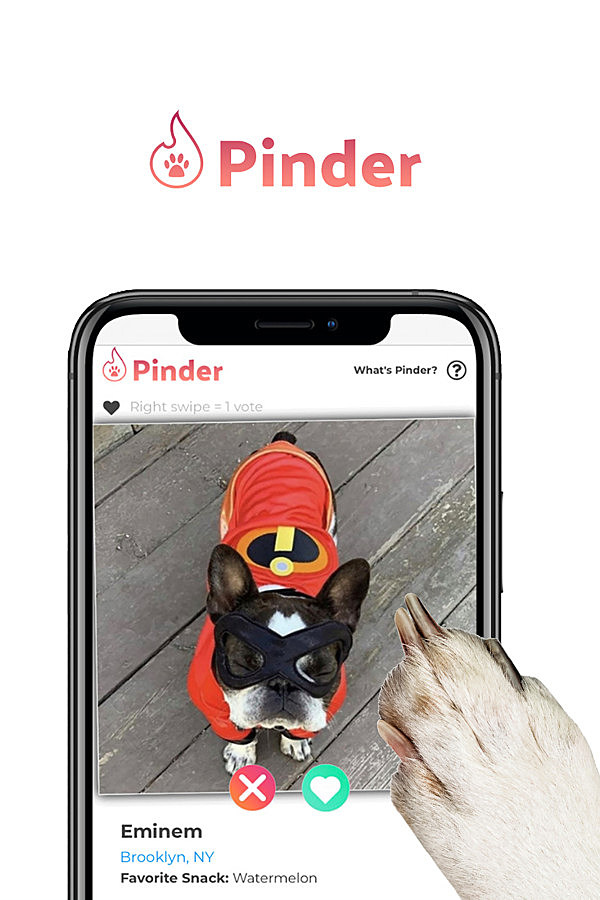 Pinder
Pinder
What's Pinder? ?
Right swipe = 1 vote
Eminem
Brooklyn, NY
Favorite Snack: Watermelon